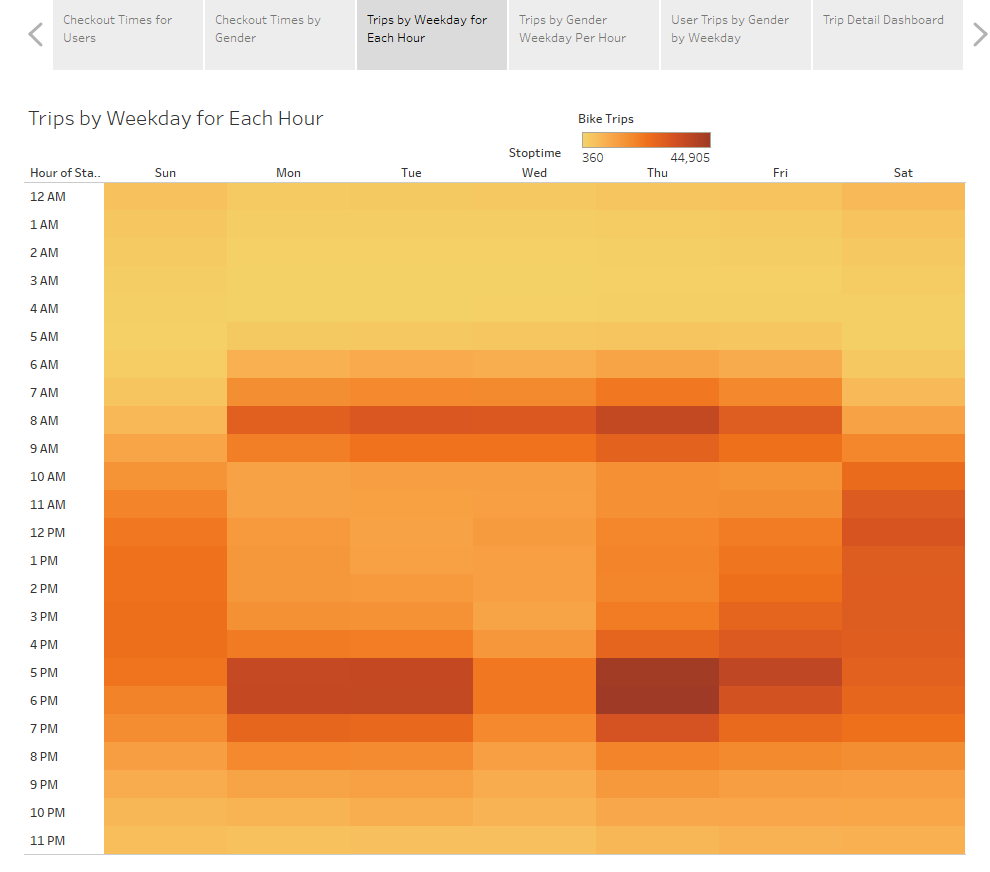 Checkout Times for
Users
Checkout Times by
Gender
Trips by Weekday for
Each Hour
Trips by Gender
Weekday Per Hour
User Trips by Gender
by Weekday
Trip Detail Dashboard
Trips by Weekday for Each Hour
Bike Trips
360 44,905
Stoptime
Hour of Sta.. Sun Mon Tue Wed Thu Fri Sat
12 AM
1 AM
2 AM
3 AM
4 AM
5 AM
6 AM
7 AM
8 AM
9 AM
10 AM
11 AM
12 PM
1 PM
2 PM
3 PM
4 PM
5 PM
6 PM
7 PM
8 PM
9 PM
10 PM
11 PM